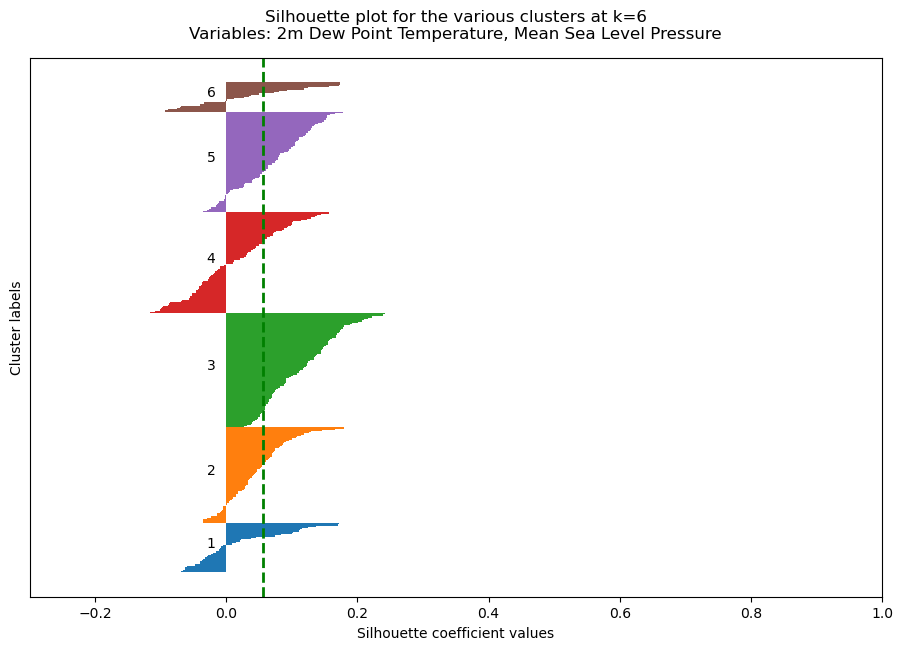 Silhouette plot for the various clusters at k=6
Variables: 2m Dew Point Temperature, Mean Sea Level Pressure
6
5
4
3
2
1
Cluster labels
−0.2 0.0 0.2 0.4 0.6 0.8 1.0
Silhouette coefficient values